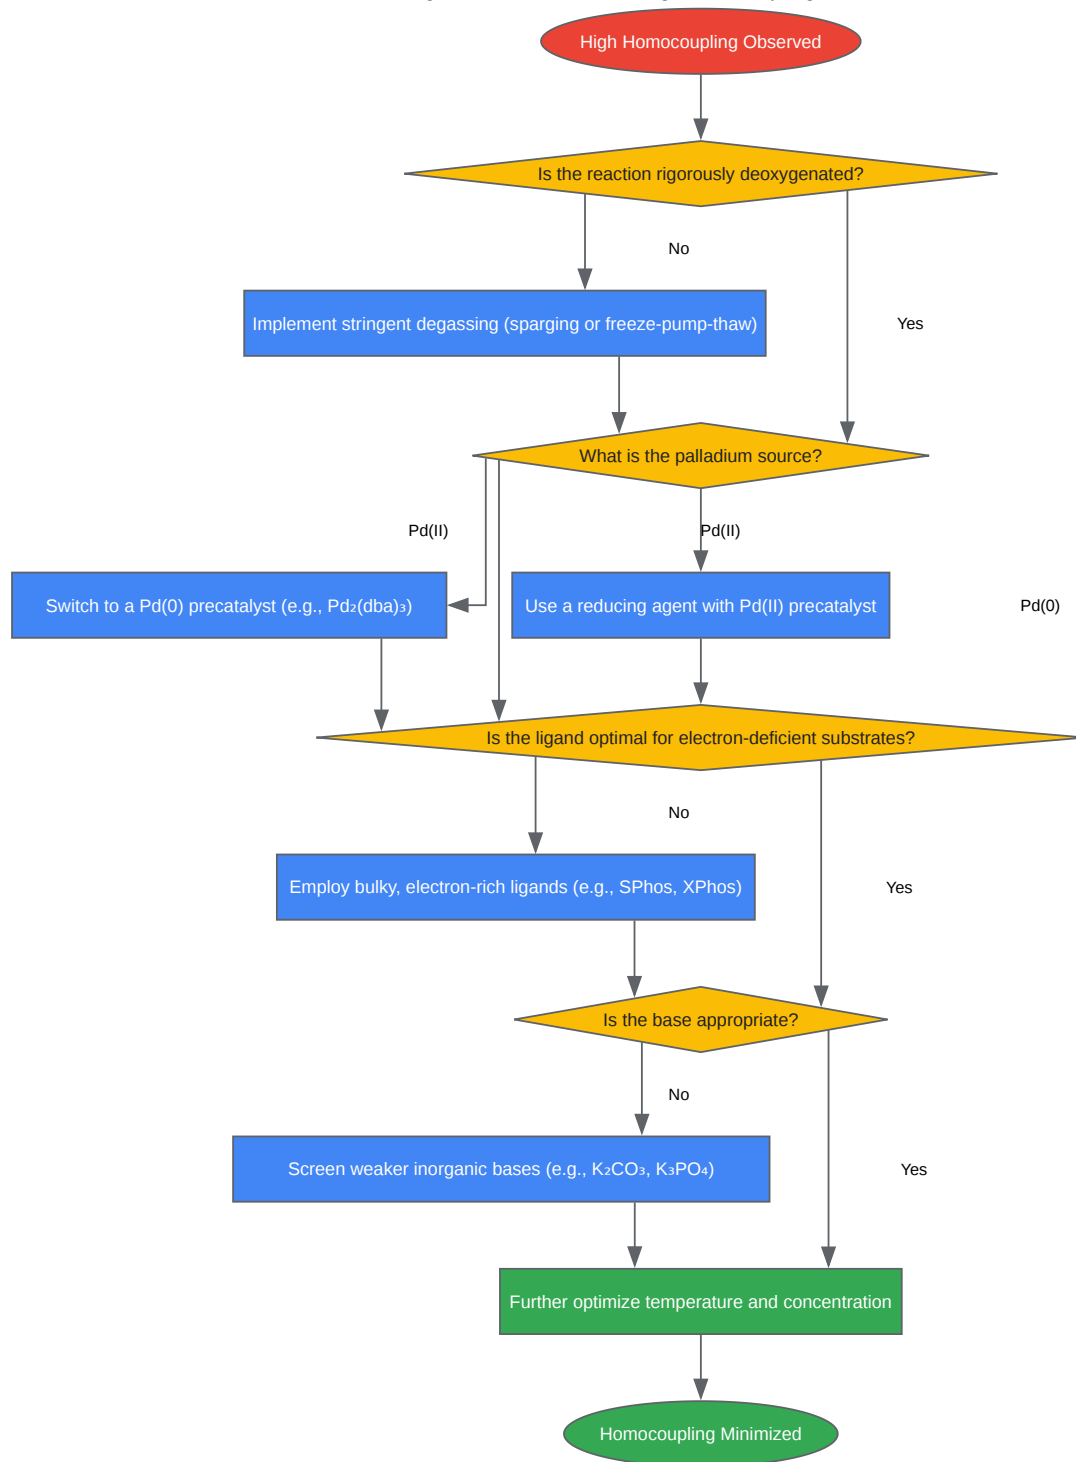 High Homocoupling Observed
Is the reaction rigorously deoxygenated?
No
Implement stringent degassing (sparging or freeze-pump-thaw)
Yes
What is the palladium source?
Pd(II)
Pd(II)
Switch to a Pd(0) precatalyst (e.g., Pd₂(dba)₃)
Use a reducing agent with Pd(II) precatalyst
Pd(0)
Is the ligand optimal for electron-deficient substrates?
No
Employ bulky, electron-rich ligands (e.g., SPhos, XPhos)
Yes
Is the base appropriate?
No
Screen weaker inorganic bases (e.g., K₂CO₃, K₃PO₄)
Yes
Further optimize temperature and concentration
Homocoupling Minimized